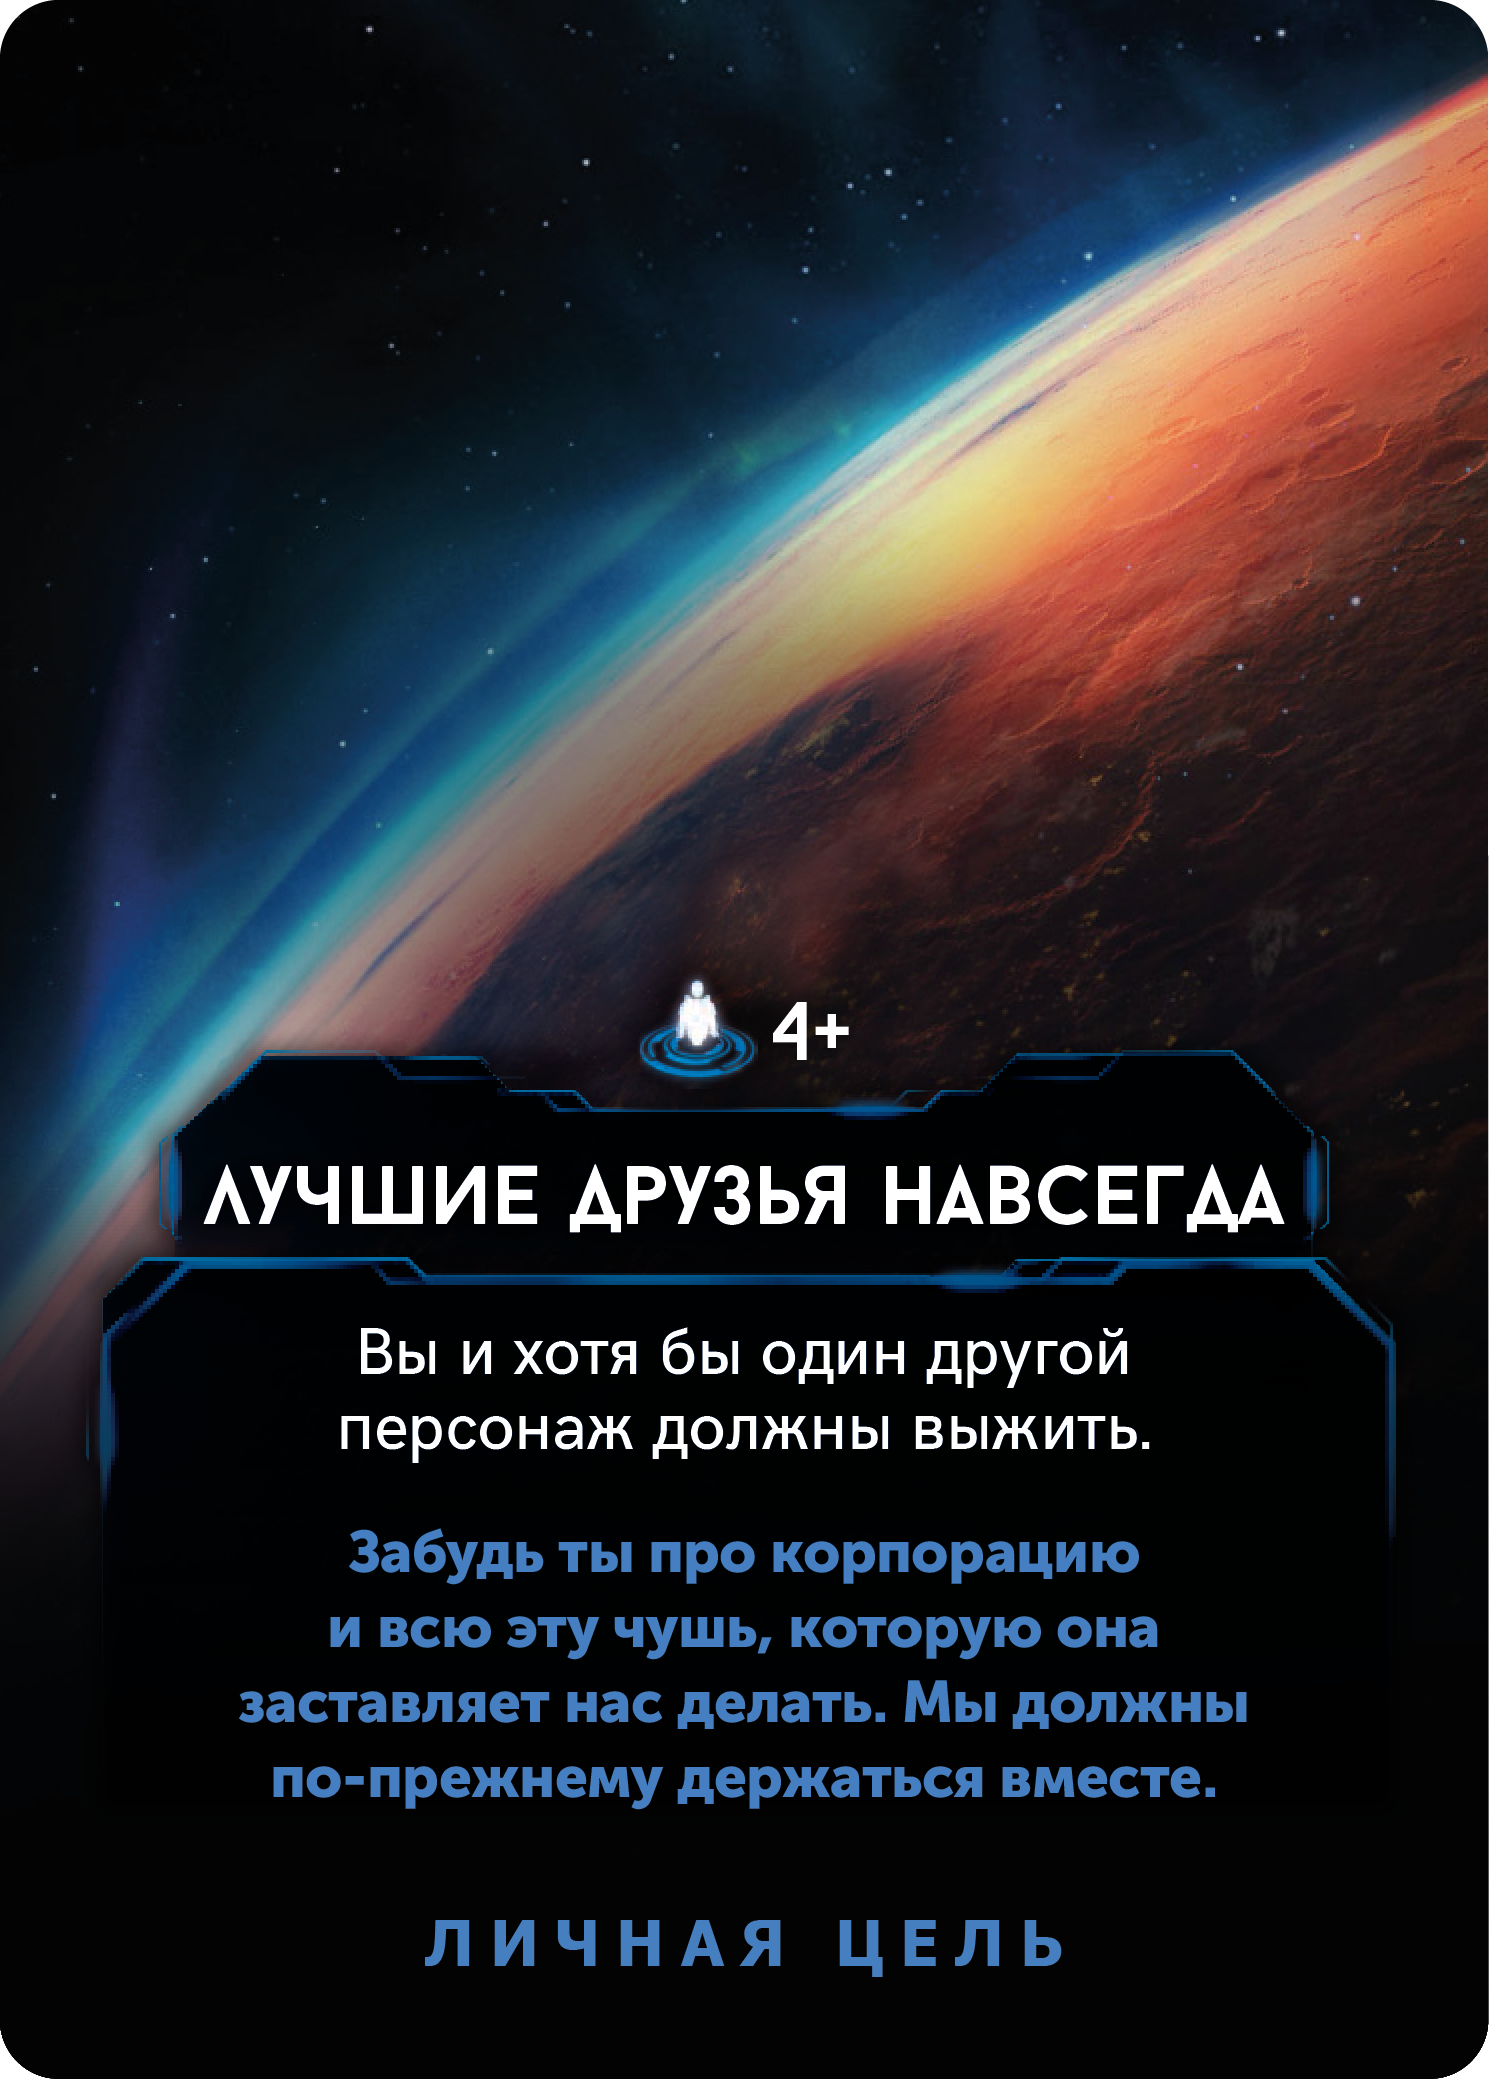 4+
ЛУЧШИЕ ДРУЗЬЯ НАВСЕГДА
Вы и хотя бы один другой
персонаж должны выжить.
Забудь ты про корпорацию
и всю эту чушь, которую она
заставляет нас делать. Мы должны
по-прежнему держаться вместе.
ЛИЧНАЯ ЦЕЛЬ